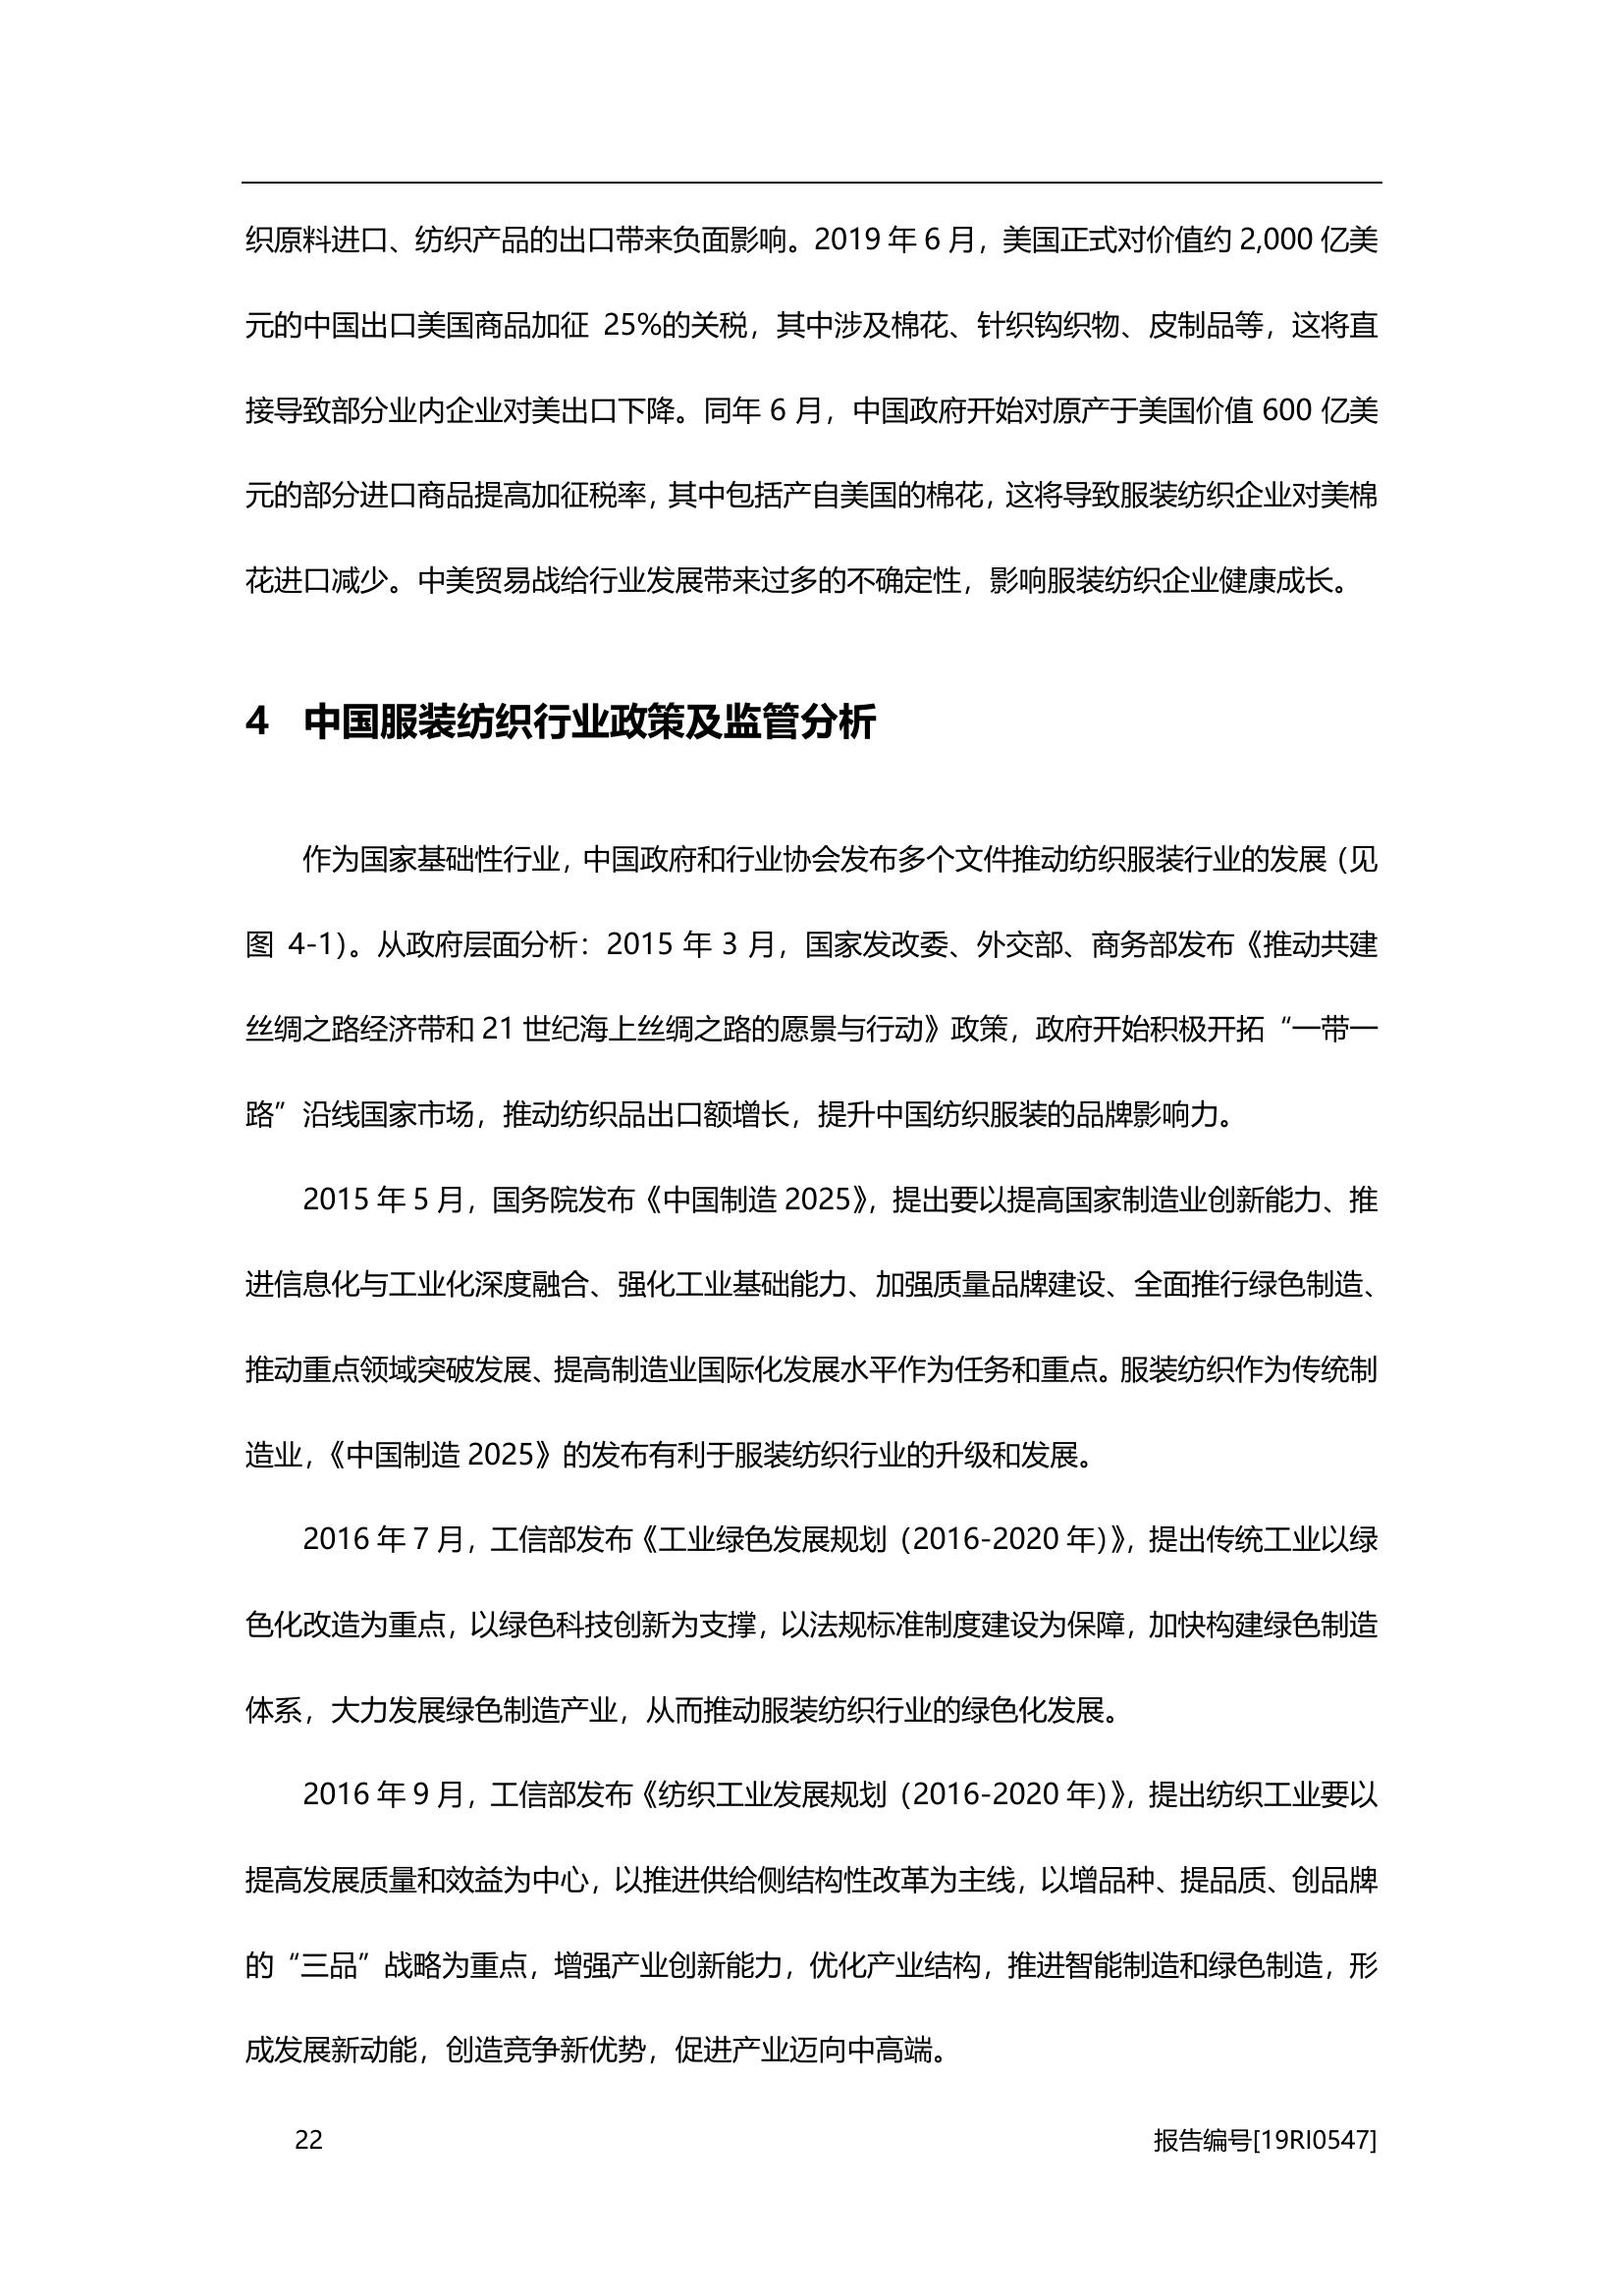 织原料进口、纺织产品的出口带来负面影响。2019 年 6 月，美国正式对价值约 2,000 亿美
元的中国出口美国商品加征 25%的关税，其中涉及棉花、针织钩织物、皮制品等，这将直
接导致部分业内企业对美出口下降。同年 6 月，中国政府开始对原产于美国价值 600 亿美
元的部分进口商品提高加征税率，其中包括产自美国的棉花，这将导致服装纺织企业对美棉
花进口减少。中美贸易战给行业发展带来过多的不确定性，影响服装纺织企业健康成长。
4 中国服装纺织行业政策及监管分析
作为国家基础性行业，中国政府和行业协会发布多个文件推动纺织服装行业的发展（见
图 4-1）。从政府层面分析：2015 年 3 月，国家发改委、外交部、商务部发布《推动共建
丝绸之路经济带和 21 世纪海上丝绸之路的愿景与行动》政策，政府开始积极开拓“一带一
路”沿线国家市场，推动纺织品出口额增长，提升中国纺织服装的品牌影响力。
2015 年 5 月，国务院发布《中国制造 2025》，提出要以提高国家制造业创新能力、推
进信息化与工业化深度融合、强化工业基础能力、加强质量品牌建设、全面推行绿色制造、
推动重点领域突破发展、提高制造业国际化发展水平作为任务和重点。服装纺织作为传统制
造业，《中国制造 2025》的发布有利于服装纺织行业的升级和发展。
2016 年 7 月，工信部发布《工业绿色发展规划（2016-2020 年）》，提出传统工业以绿
色化改造为重点，以绿色科技创新为支撑，以法规标准制度建设为保障，加快构建绿色制造
体系，大力发展绿色制造产业，从而推动服装纺织行业的绿色化发展。
2016 年 9 月，工信部发布《纺织工业发展规划（2016-2020 年）》，提出纺织工业要以
提高发展质量和效益为中心，以推进供给侧结构性改革为主线，以增品种、提品质、创品牌
的“三品”战略为重点，增强产业创新能力，优化产业结构，推进智能制造和绿色制造，形
成发展新动能，创造竞争新优势，促进产业迈向中高端。
22 报告编号[19RI0547]